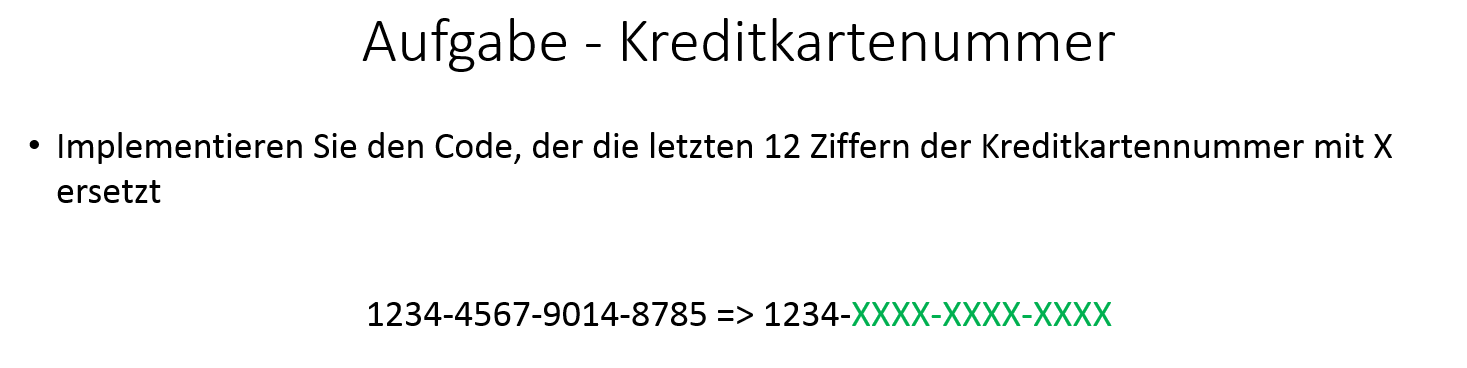 Aufgabe - Kreditkartenummer
• Implementieren Sie den Code, der die letzten 12 Ziffern der Kreditkartennummer mit X
ersetzt
1234-4567-9014-8785 => 1234-XXXX-XXXX-XXXX